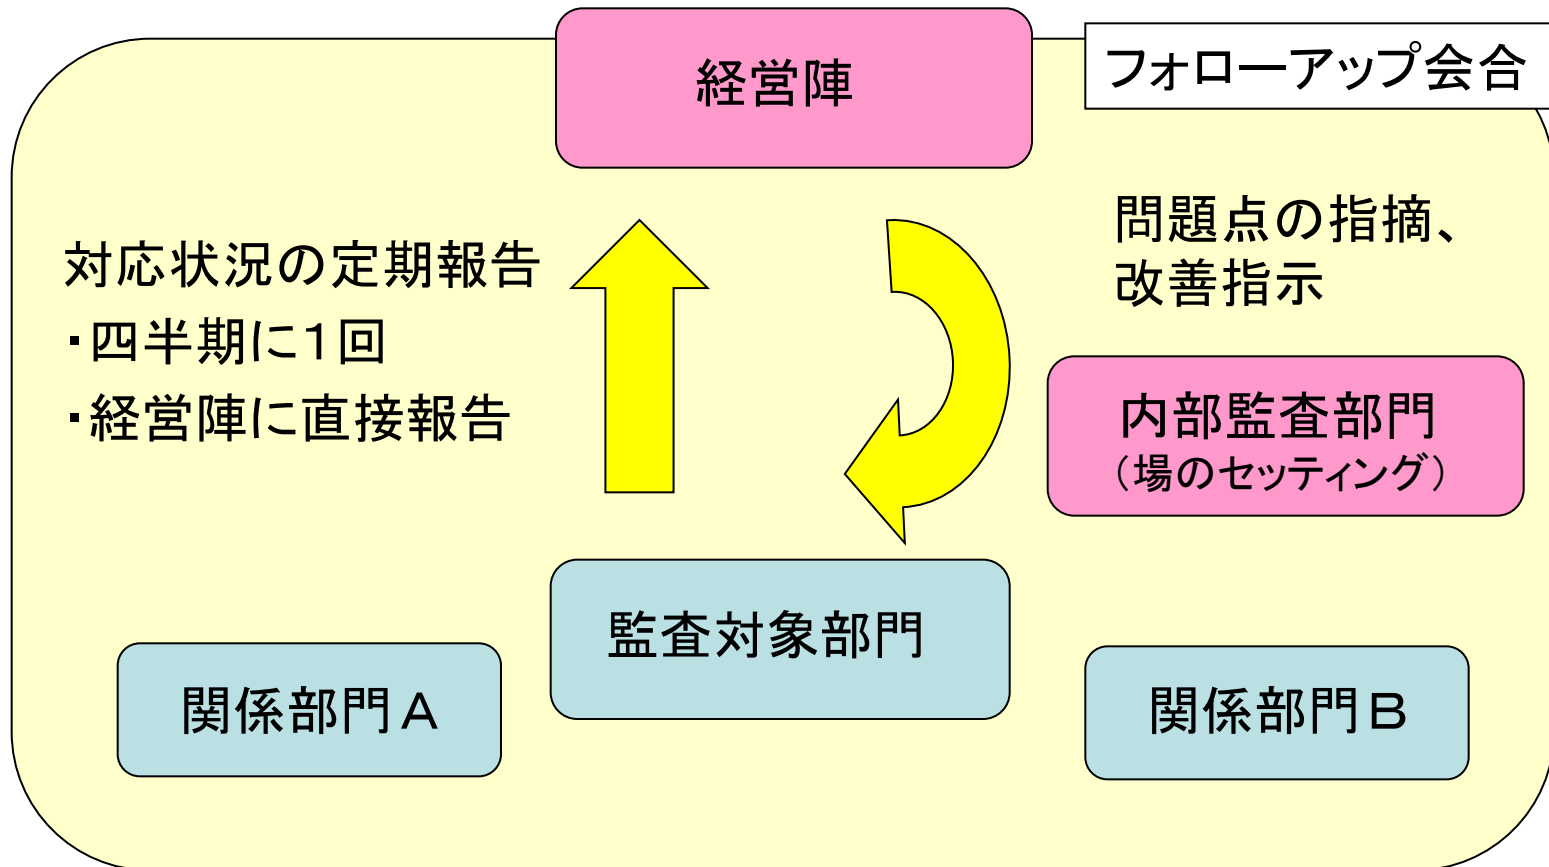 経営陣
フォローアップ会合
対応状況の定期報告
・四半期に１回
・経営陣に直接報告
問題点の指摘、
改善指示
内部監査部門
（場のセッティング）
監査対象部門
関係部門Ａ
関係部門Ｂ